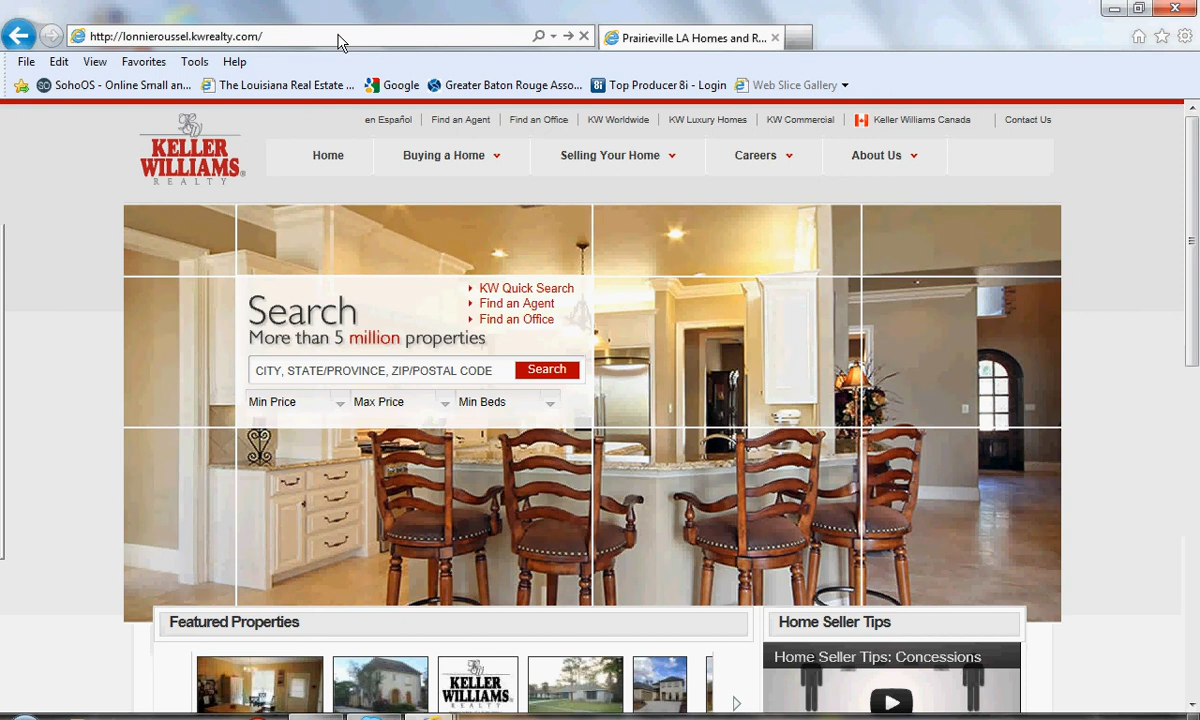 http://lonnieroussel.kwrealty.com/
Prairieville LA Homes and R...
File Edit View Favorites Tools Help
SohoOS - Online Small an... The Louisiana Real Estate ... Google Greater Baton Rouge Asso... 8i Top Producer 8i - Login Web Slice Gallery
en Español Find an Agent Find an Office KW Worldwide KW Luxury Homes KW Commercial Keller Williams Canada Contact Us
KELLER
WILLIAMS
REALTY
Home Buying a Home Selling Your Home Careers About Us
KW Quick Search
Find an Agent
Find an Office
Search
More than 5 million properties
CITY, STATE/PROVINCE, ZIP/POSTAL CODE Search
Min Price Max Price Min Beds
Featured Properties
Home Seller Tips
Home Seller Tips: Concessions
KELLER
WILLIAMS
REALTY